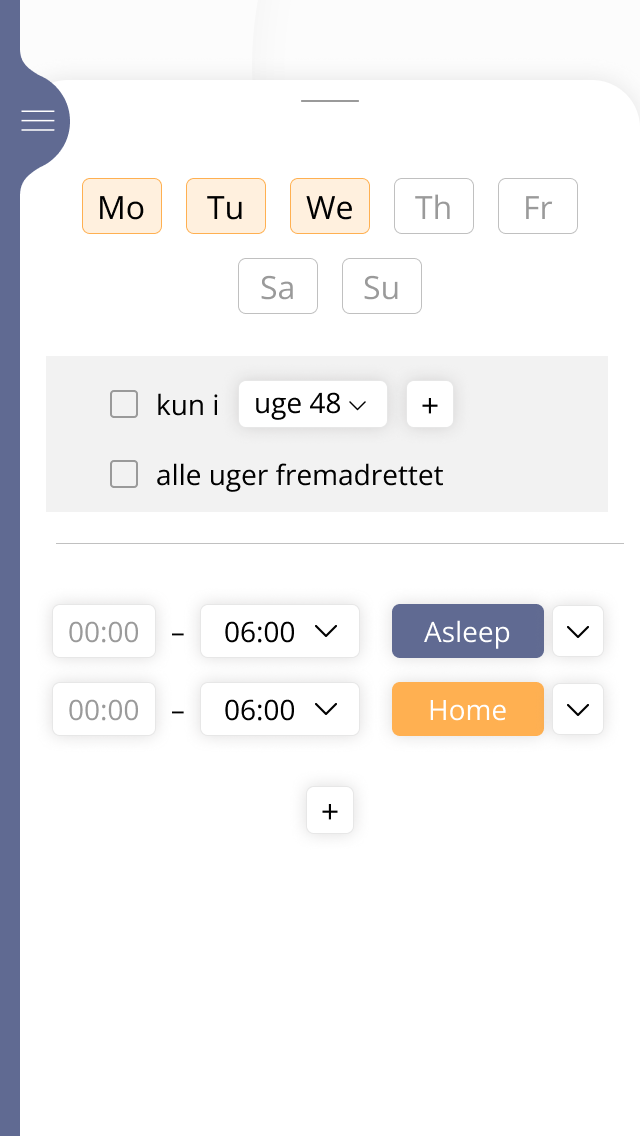 Mo Tu We Th Fr
Sa Su
kun i uge 48 +
alle uger fremadrettet
00:00 – 06:00 Asleep
00:00 – 06:00 Home
+